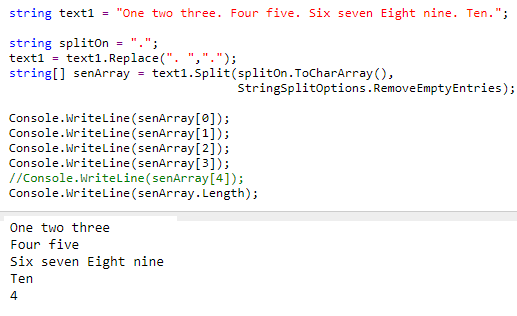 string text1 = "One two three. Four five. Six seven Eight nine. Ten.";
string splitOn = ".";
text1 = text1.Replace(". ",".");
string[] senArray = text1.Split(splitOn.ToCharArray(),
StringSplitOptions.RemoveEmptyEntries);
Console.WriteLine(senArray[0]);
Console.WriteLine(senArray[1]);
Console.WriteLine(senArray[2]);
Console.WriteLine(senArray[3]);
//Console.WriteLine(senArray[4]);
Console.WriteLine(senArray.Length);
One two three
Four five
Six seven Eight nine
Ten
4